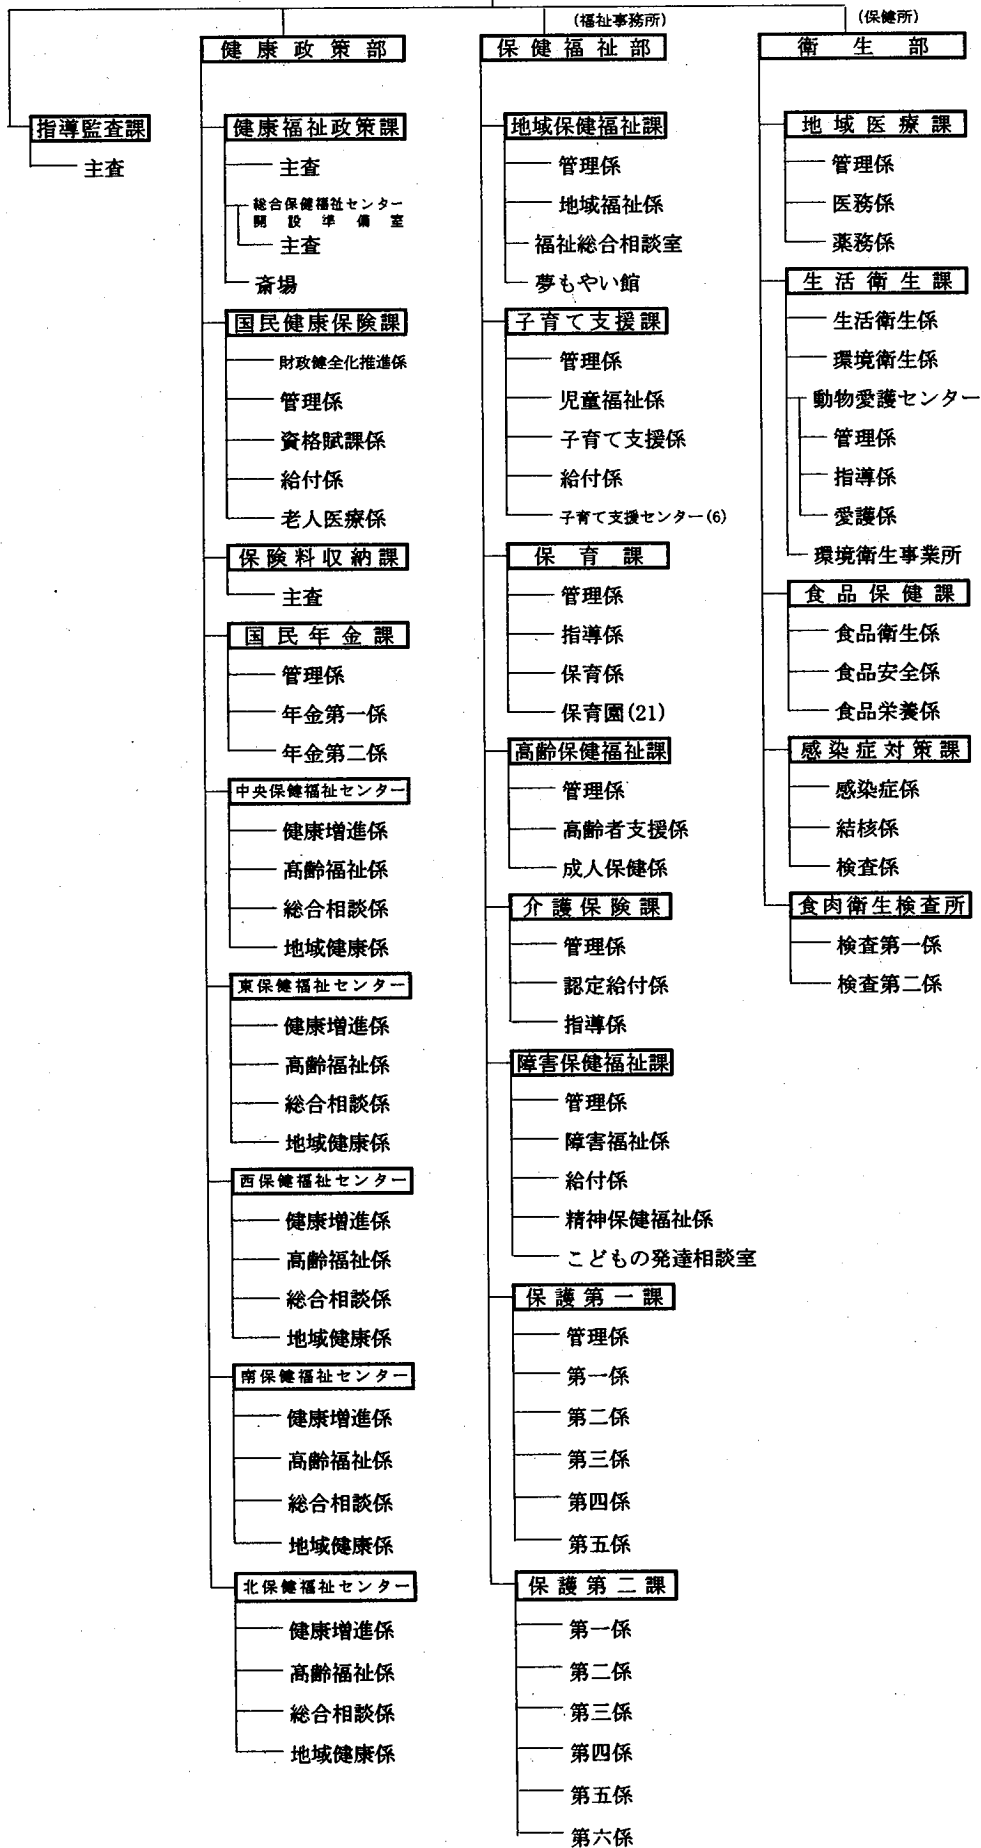 指導監査課
主査
健康政策部
健康福祉政策課
主査
総合保健福祉センター
開設準備室
主査
斎場
国民健康保険課
財政健全化推進係
管理係
資格賦課係
給付係
老人医療係
保険料収納課
主査
国民年金課
管理係
年金第一係
年金第二係
中央保健福祉センター
健康増進係
高齢福祉係
総合相談係
地域健康係
東保健福祉センター
健康増進係
高齢福祉係
総合相談係
地域健康係
西保健福祉センター
健康増進係
高齢福祉係
総合相談係
地域健康係
南保健福祉センター
健康増進係
高齢福祉係
総合相談係
地域健康係
北保健福祉センター
健康増進係
高齢福祉係
総合相談係
地域健康係
(福祉事務所)
保健福祉部
地域保健福祉課
管理係
地域福祉係
福祉総合相談室
夢もやい館
子育て支援課
管理係
児童福祉係
子育て支援係
給付係
子育て支援センター(6)
保育課
管理係
指導係
保育係
保育園(21)
高齢保健福祉課
管理係
高齢者支援係
成人保健係
介護保険課
管理係
認定給付係
指導係
障害保健福祉課
管理係
障害福祉係
給付係
精神保健福祉係
こどもの発達相談室
保護第一課
管理係
第一係
第二係
第三係
第四係
第五係
保護第二課
第一係
第二係
第三係
第四係
第五係
第六係
(保健所)
衛生部
地域医療課
管理係
医務係
薬務係
生活衛生課
生活衛生係
環境衛生係
動物愛護センター
管理係
指導係
愛護係
環境衛生事業所
食品保健課
食品衛生係
食品安全係
食品栄養係
感染症対策課
感染症係
結核係
検査係
食肉衛生検査所
検査第一係
検査第二係